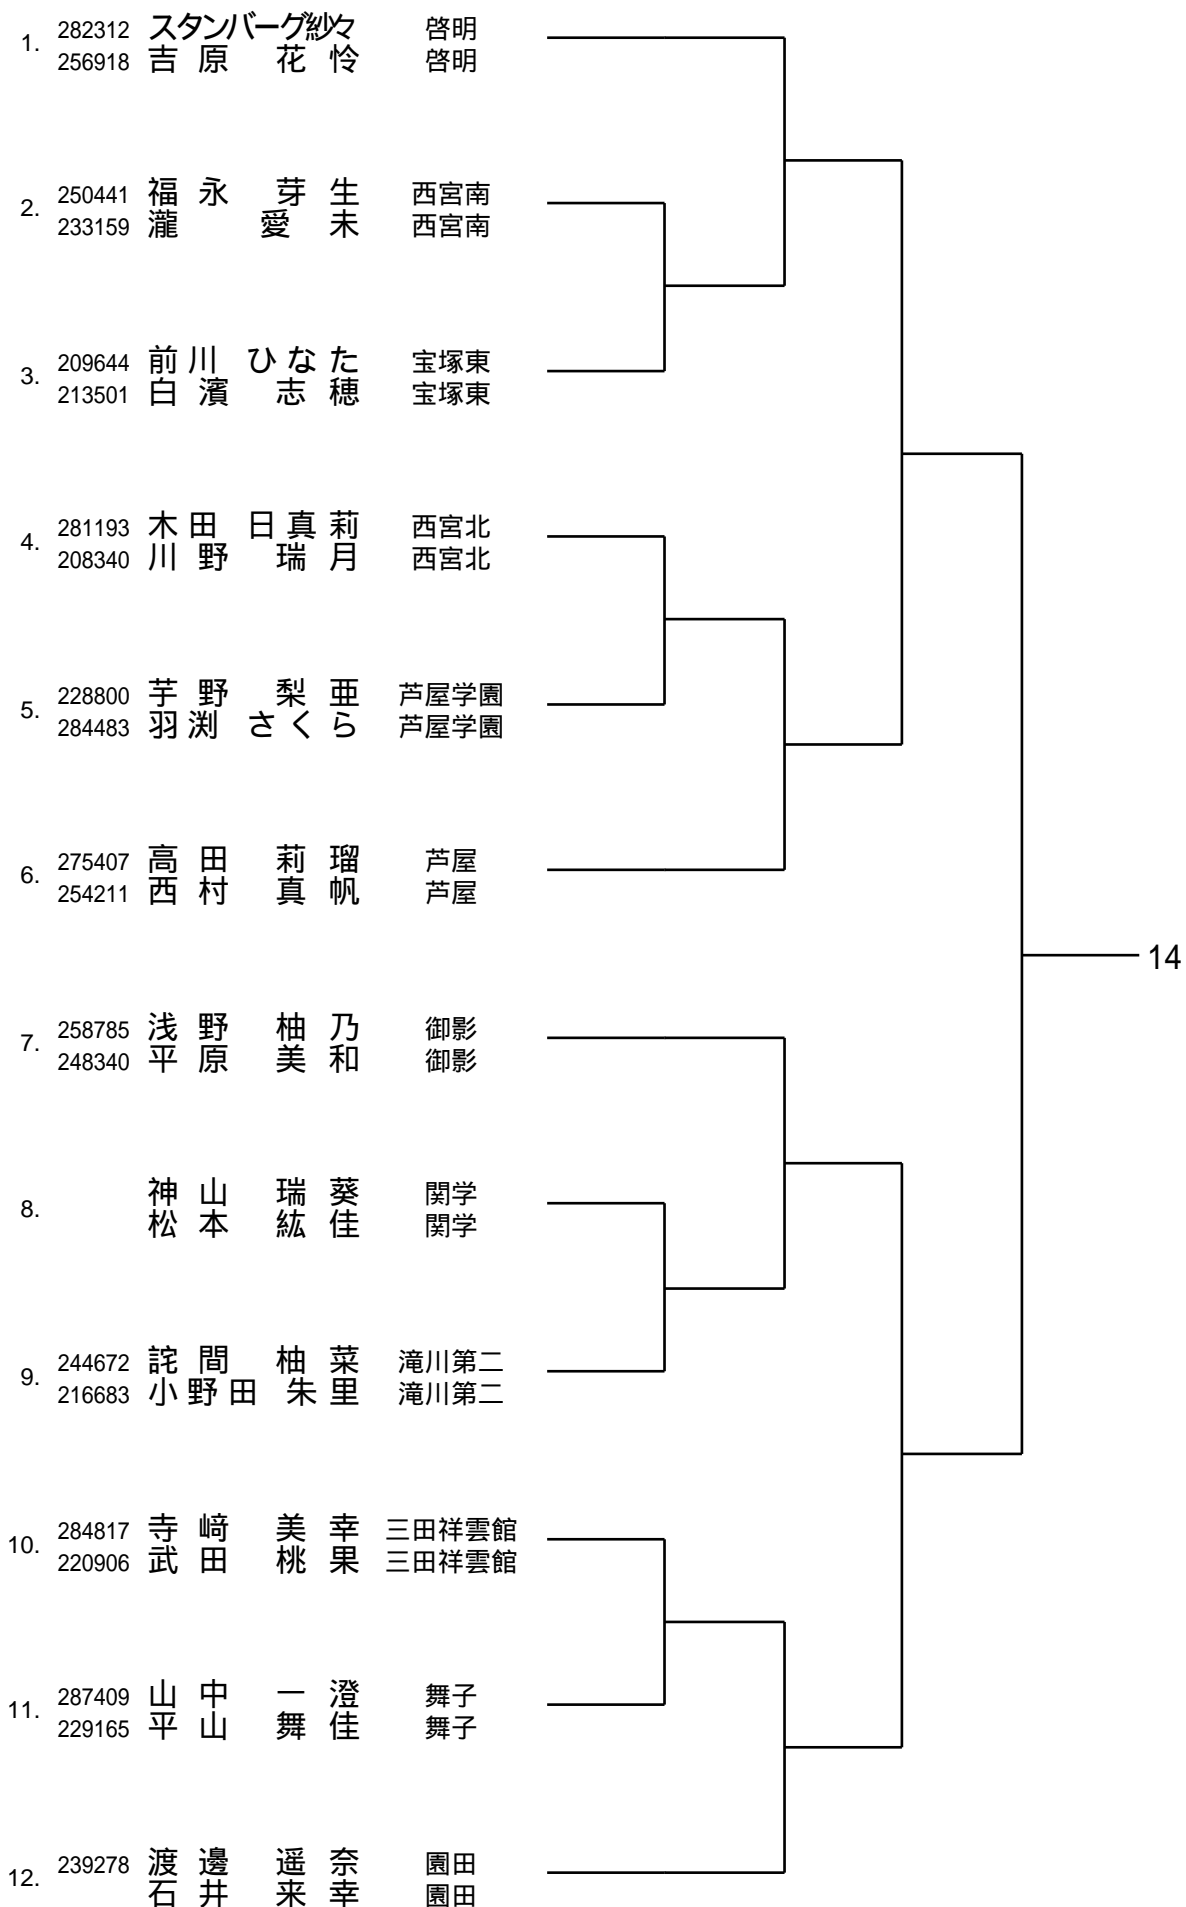 1. 282312 スタンバーグ紗々 啓明
256918 吉原 花怜 啓明
2. 250441 福永 芽生 西宮南
233159 瀧 愛未 西宮南
3. 209644 前川 ひなた 宝塚東
213501 白濱 志穂 宝塚東
4. 281193 木田 日真莉 西宮北
208340 川野 瑞月 西宮北
5. 228800 芋野 梨亜 芦屋学園
284483 羽渕 さくら 芦屋学園
6. 275407 高田 莉瑠 芦屋
254211 西村 真帆 芦屋
14
7. 258785 浅野 柚乃 御影
248340 平原 美和 御影
8. 神山 瑞葵 関学
松本 紘佳 関学
9. 244672 詫間 柚菜 滝川第二
216683 小野田 朱里 滝川第二
10. 284817 寺﨑 美幸 三田祥雲館
220906 武田 桃果 三田祥雲館
11. 287409 山中 一澄 舞子
229165 平山 舞佳 舞子
12. 239278 渡邊 遥奈 園田
石井 来幸 園田